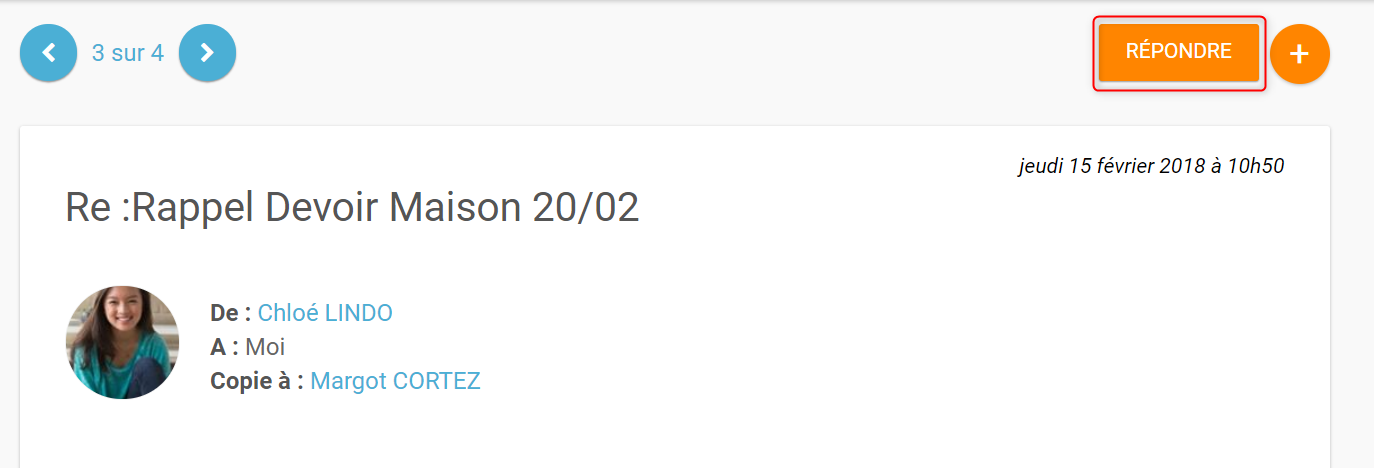 3 sur 4
RÉPONDRE
jeudi 15 février 2018 à 10h50
Re :Rappel Devoir Maison 20/02
De : Chloé LINDO
A : Moi
Copie à : Margot CORTEZ